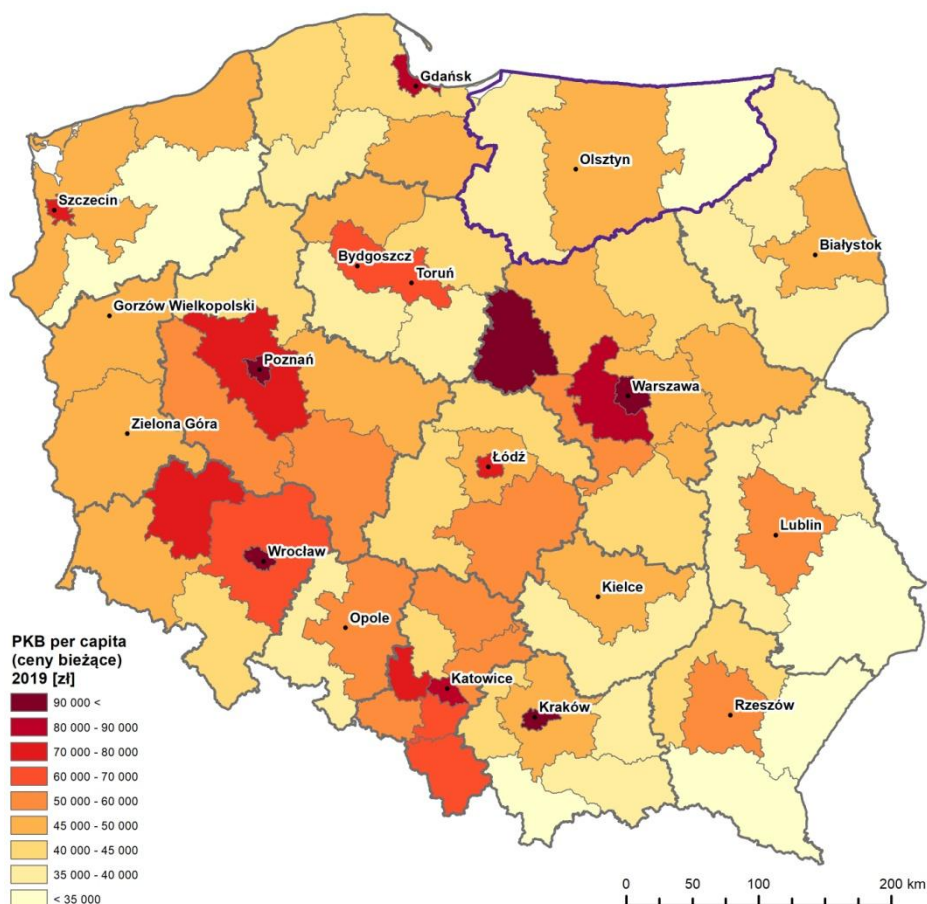 Gdańsk
Olsztyn
Szczecin
Białystok
Bydgoszcz
Toruń
Gorzów Wielkopolski
Poznań
Warszawa
Zielona Góra
Łódź
Lublin
Wrocław
Kielce
Opole
Katowice
Kraków
Rzeszów
PKB per capita
(ceny bieżące)
2019 [zł]
90 000 <
80 000 - 90 000
70 000 - 80 000
60 000 - 70 000
50 000 - 60 000
45 000 - 50 000
40 000 - 45 000
35 000 - 40 000
< 35 000
0 50 100 200 km